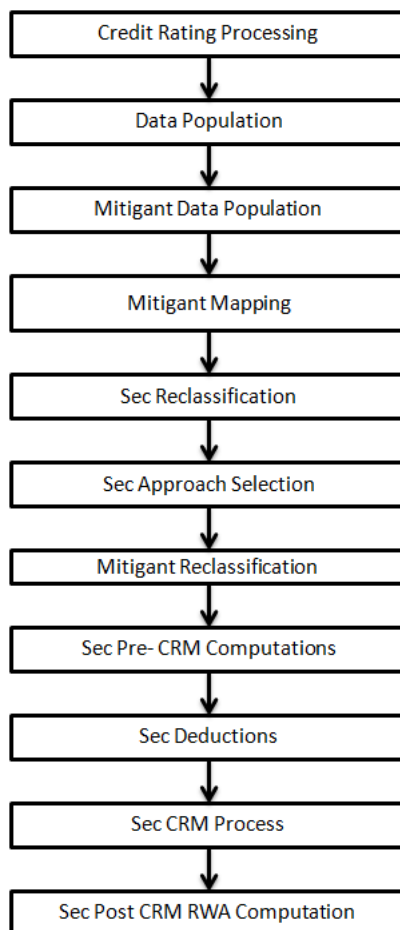 Credit Rating Processing
Data Population
Mitigant Data Population
Mitigant Mapping
Sec Reclassification
Sec Approach Selection
Mitigant Reclassification
Sec Pre- CRM Computations
Sec Deductions
Sec CRM Process
Sec Post CRM RWA Computation